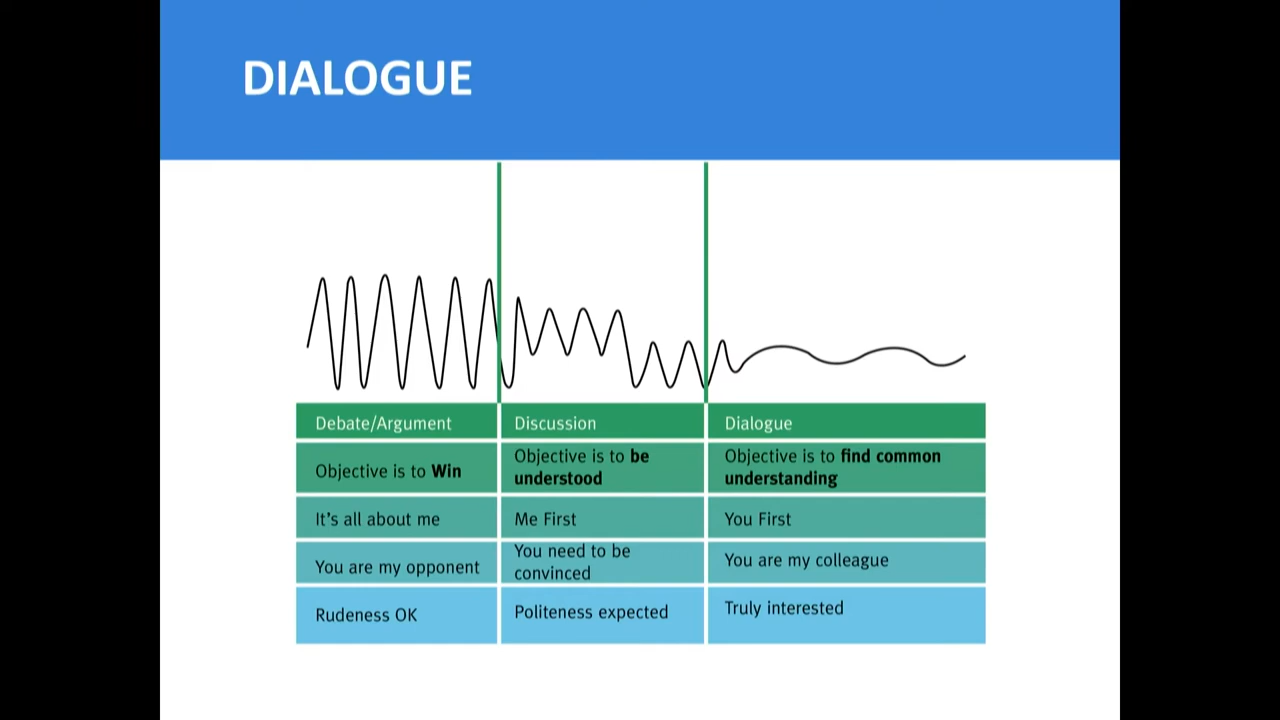 DIALOGUE
Debate/Argument
Discussion
Dialogue
Objective is to Win
Objective is to be
understood
Objective is to find common
understanding
It's all about me
Me First
You First
You are my opponent
You need to be
convinced
You are my colleague
Rudeness OK
Politeness expected
Truly interested